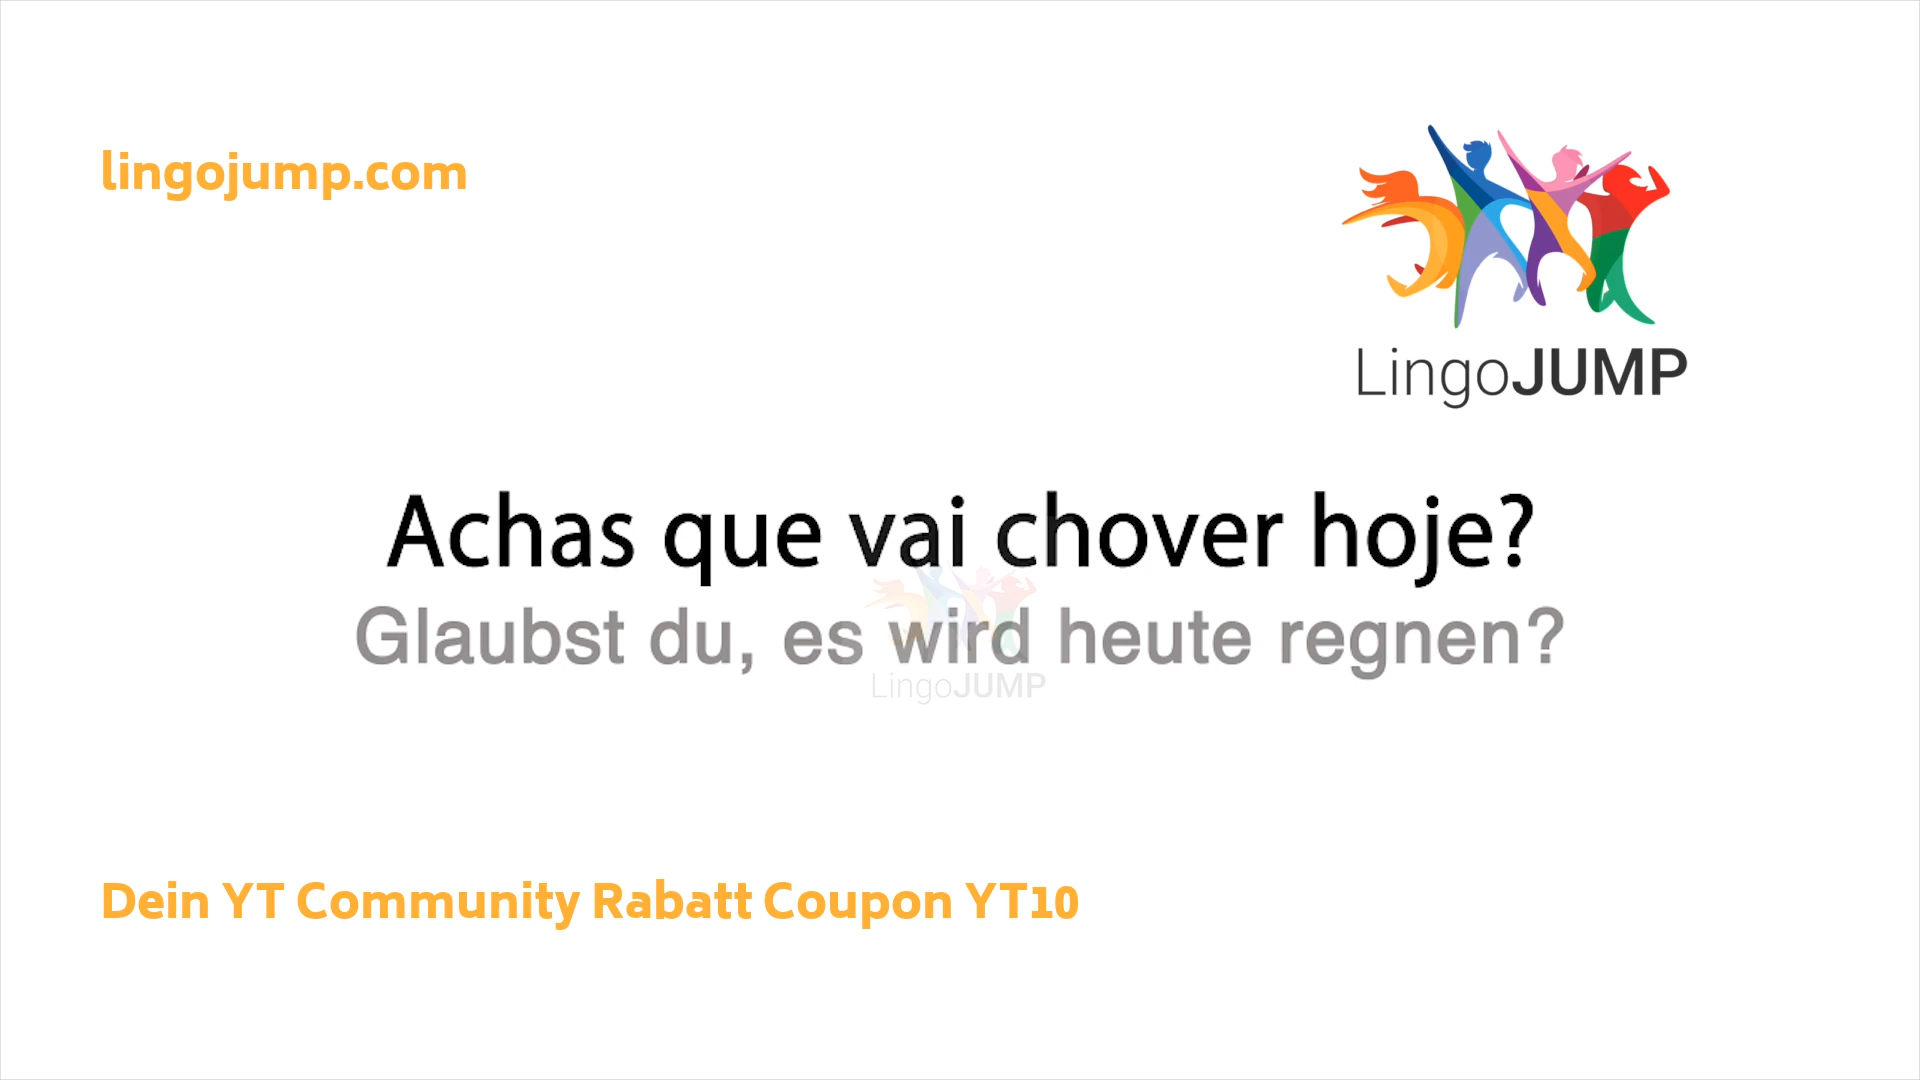 lingojump.com
LingoJUMP
Achas que vai chover hoje?
Glaubst du, es wird heute regnen?
LingoJUMP
Dein YT Community Rabatt Coupon YT10